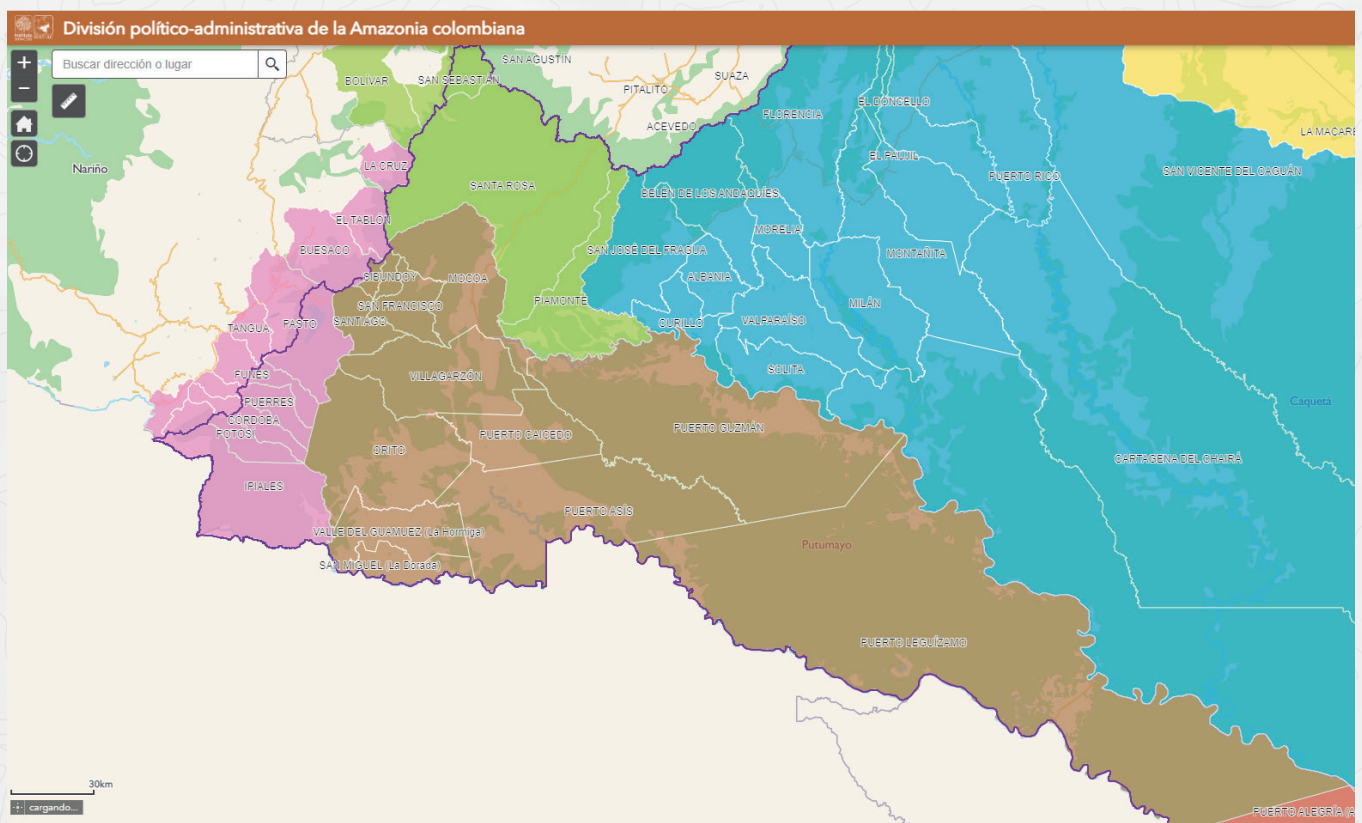 División político-administrativa de la Amazonia colombiana
Buscar dirección o lugar
SAN AGUSTÍN
SUAZA
BOLÍVAR
SAN SEBASTIÁN
PITALITO
EL DONCELLO
FLORENCIA
ACEVEDO
LA MACARE
Nariño
LA CRUZ
EL PAUJIL
SAN VICENTE DEL CAGUÁN
PUERTO RICO
SANTA ROSA
BELÉN DE LOS ANDAQUÍES
EL TABLÓN
MORELIA
BUESACO
SAN JOSÉ DEL FRAGUA
MONTAÑITA
SIBUNDOY
MOCOA
ALBANIA
PIAMONTE
MILÁN
SAN FRANCISCO
SANTIAGO
CURILLO
VALPARAÍSO
TANGUA
PASTO
SOLITA
FUNES
VILLAGARZÓN
PUERRES
Caquetá
CÓRDOBA
POTOSÍ
PUERTO GUZMÁN
PUERTO CAICEDO
ORITO
CARTAGENA DEL CHAIRÁ
IPIALES
PUERTO ASÍS
VALLE DEL GUAMUEZ (La Hormiga)
Putumayo
SAN MIGUEL (La Dorada)
PUERTO LEGUÍZAMO
30km
cargando...
PUERTO ALEGRÍA (A